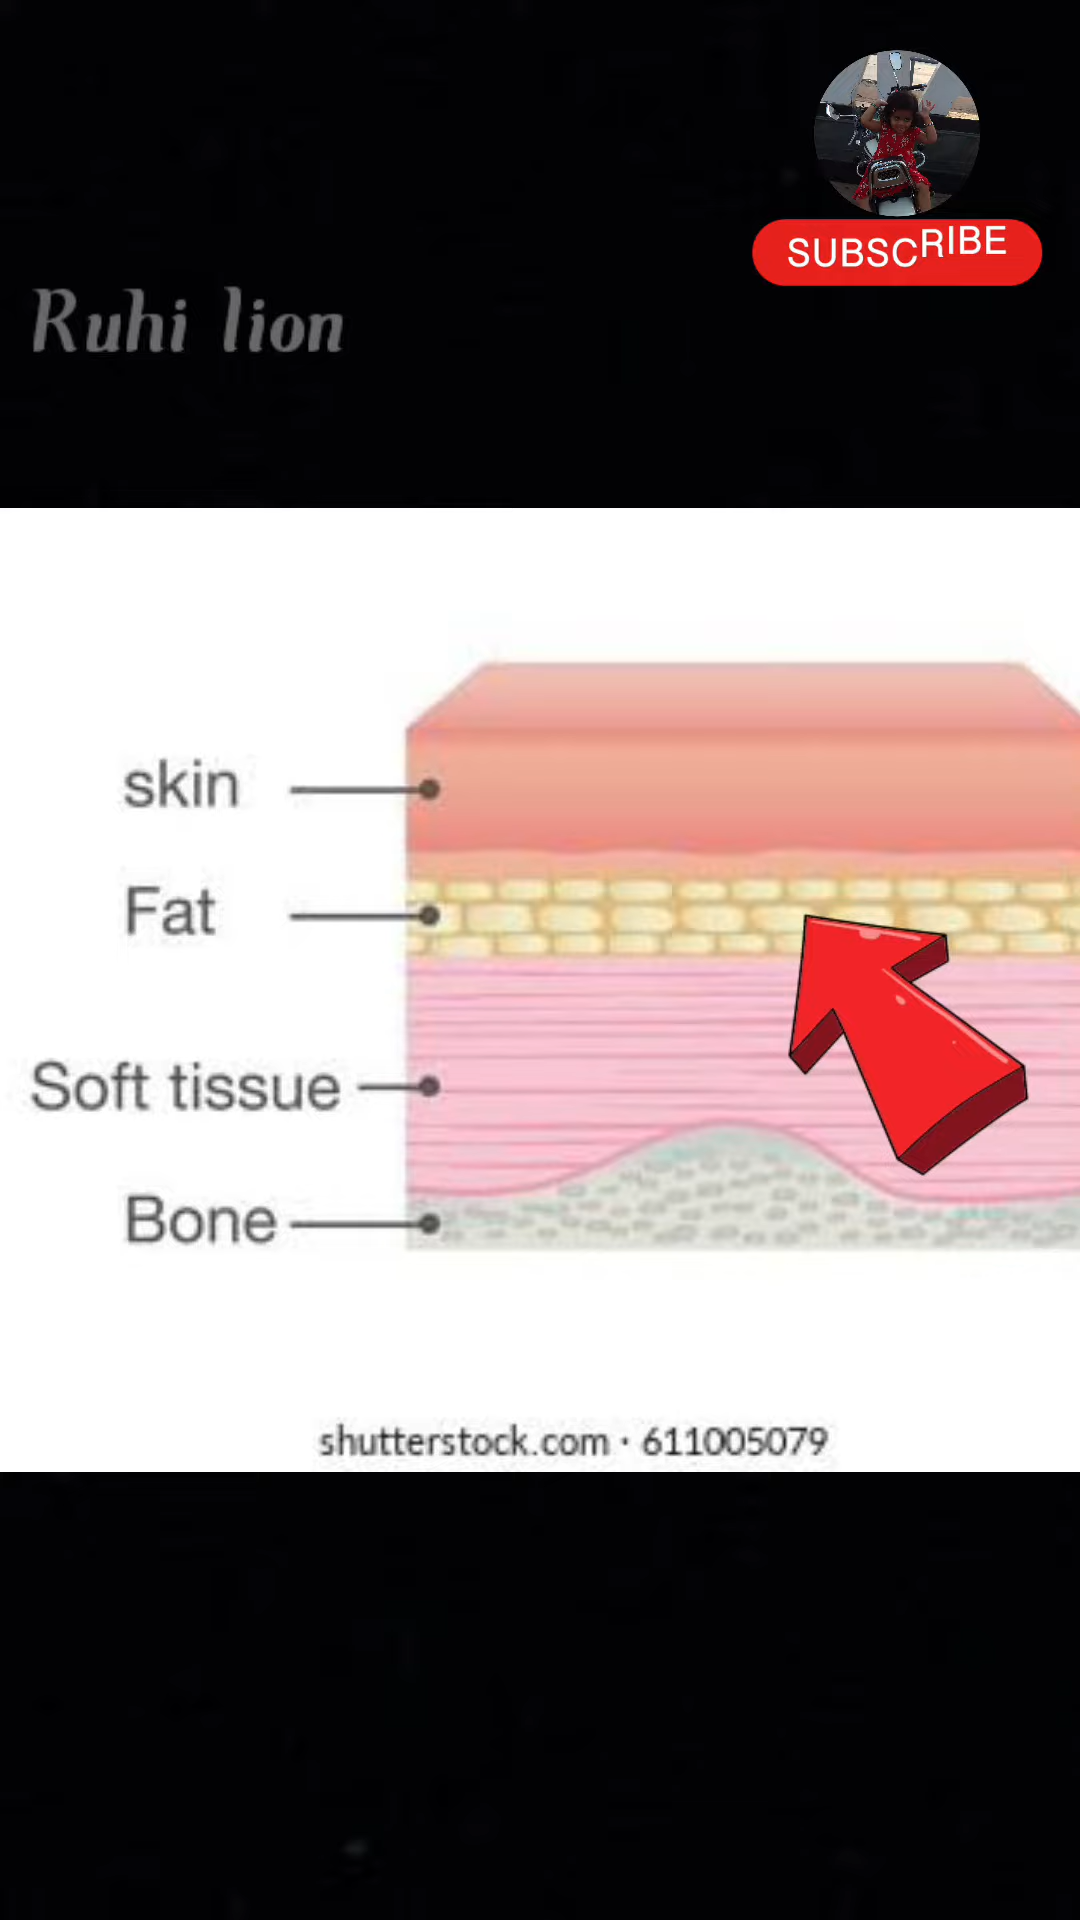 SUBSCRIBE
Ruhi lion
skin
Fat
Soft tissue
Bone
shutterstock.com · 611005079